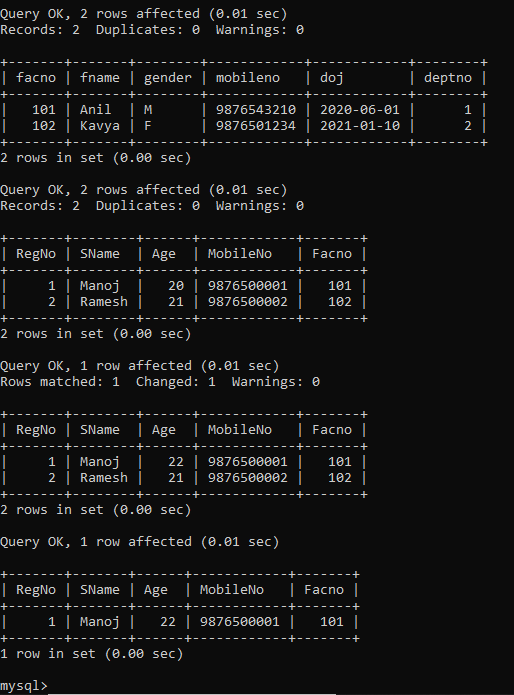 Query OK, 2 rows affected (0.01 sec)
Records: 2  Duplicates: 0  Warnings: 0

+-------+-------+--------+------------+------------+--------+
| facno | fname | gender | mobileno   | doj        | deptno |
+-------+-------+--------+------------+------------+--------+
|   101 | Anil  | M      | 9876543210 | 2020-06-01 |      1 |
|   102 | Kavya | F      | 9876501234 | 2021-01-10 |      2 |
+-------+-------+--------+------------+------------+--------+
2 rows in set (0.00 sec)

Query OK, 2 rows affected (0.01 sec)
Records: 2  Duplicates: 0  Warnings: 0

+-------+--------+------+------------+-------+
| RegNo | SName  | Age  | MobileNo   | Facno |
+-------+--------+------+------------+-------+
|     1 | Manoj  |   20 | 9876500001 |   101 |
|     2 | Ramesh |   21 | 9876500002 |   102 |
+-------+--------+------+------------+-------+
2 rows in set (0.00 sec)

Query OK, 1 row affected (0.01 sec)
Rows matched: 1  Changed: 1  Warnings: 0

+-------+--------+------+------------+-------+
| RegNo | SName  | Age  | MobileNo   | Facno |
+-------+--------+------+------------+-------+
|     1 | Manoj  |   22 | 9876500001 |   101 |
|     2 | Ramesh |   21 | 9876500002 |   102 |
+-------+--------+------+------------+-------+
2 rows in set (0.00 sec)

Query OK, 1 row affected (0.01 sec)

+-------+-------+------+------------+-------+
| RegNo | SName | Age  | MobileNo   | Facno |
+-------+-------+------+------------+-------+
|     1 | Manoj |   22 | 9876500001 |   101 |
+-------+-------+------+------------+-------+
1 row in set (0.00 sec)

mysql>